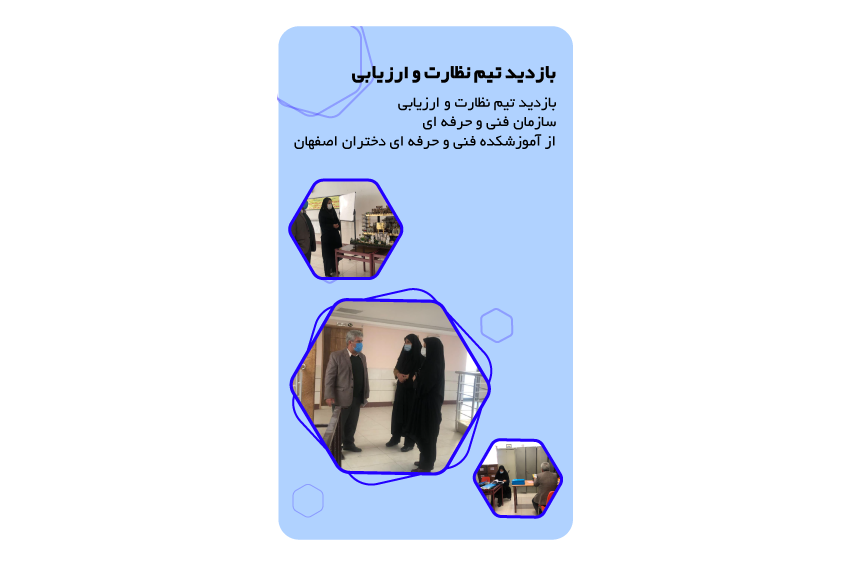 بازدید تیم نظارت و ارزیابی
بازدید تیم نظارت و ارزیابی
سازمان فنی و حرفه ای
از آموزشکده فنی و حرفه ای دختران اصفهان